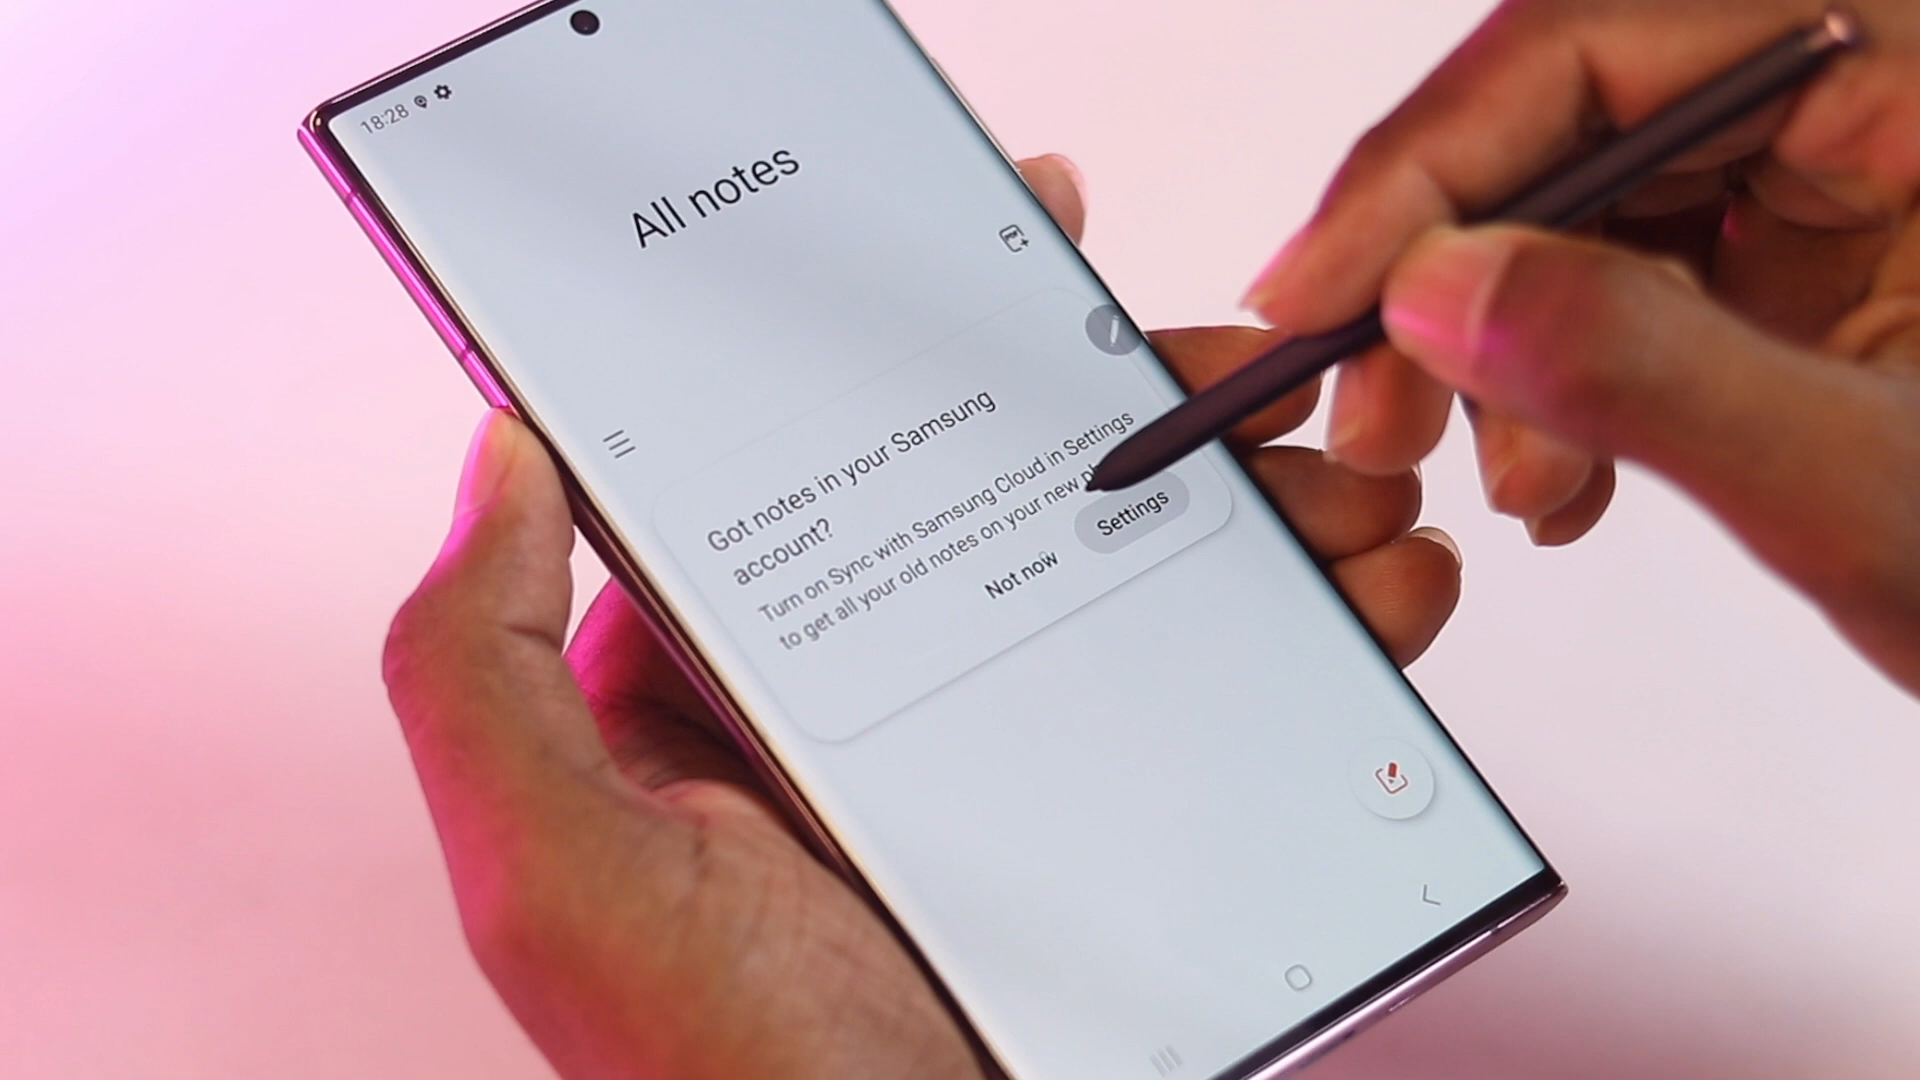 18:28
All notes
PDF
Got notes in your Samsung
account?
Turn on Sync with Samsung Cloud in Settings
to get all your old notes on your new
Not now
Settings